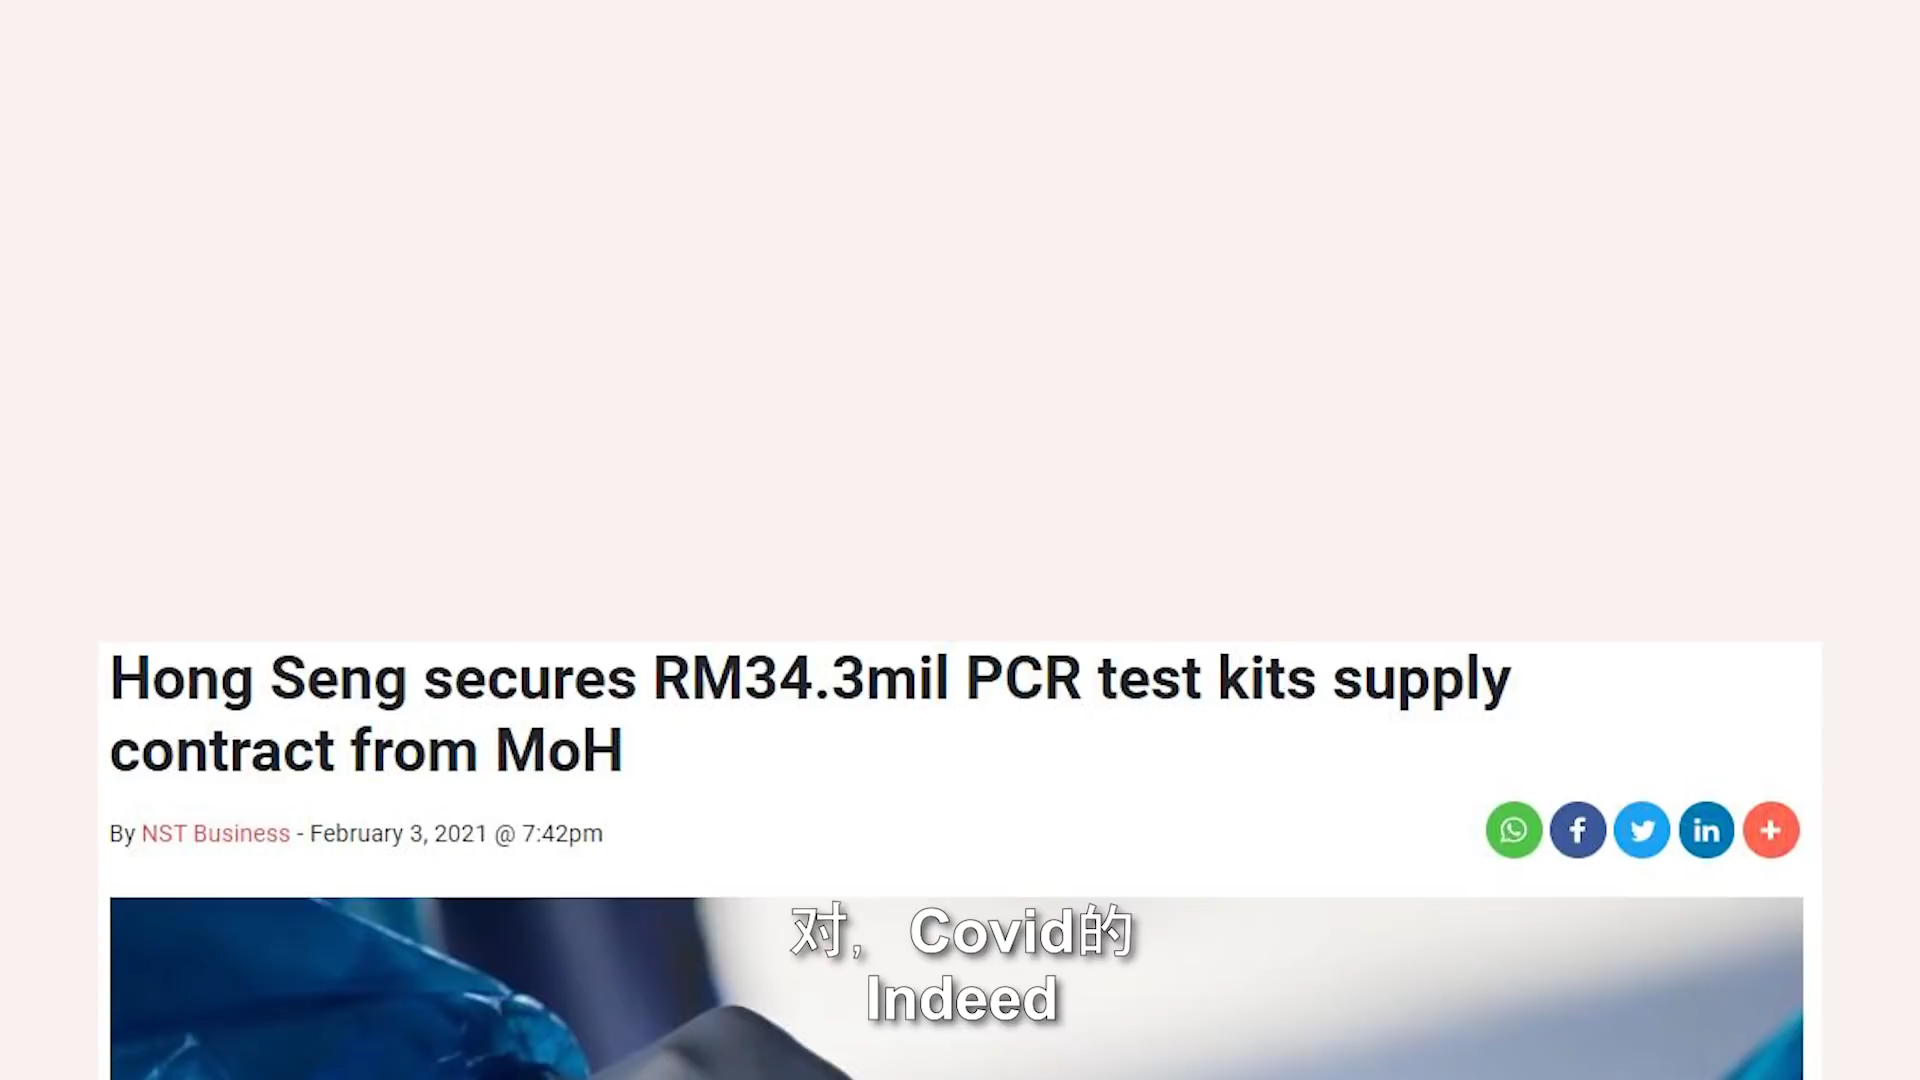 Hong Seng secures RM34.3mil PCR test kits supply
contract from MoH
By NST Business - February 3, 2021 @ 7:42pm
对, Covid的
Indeed